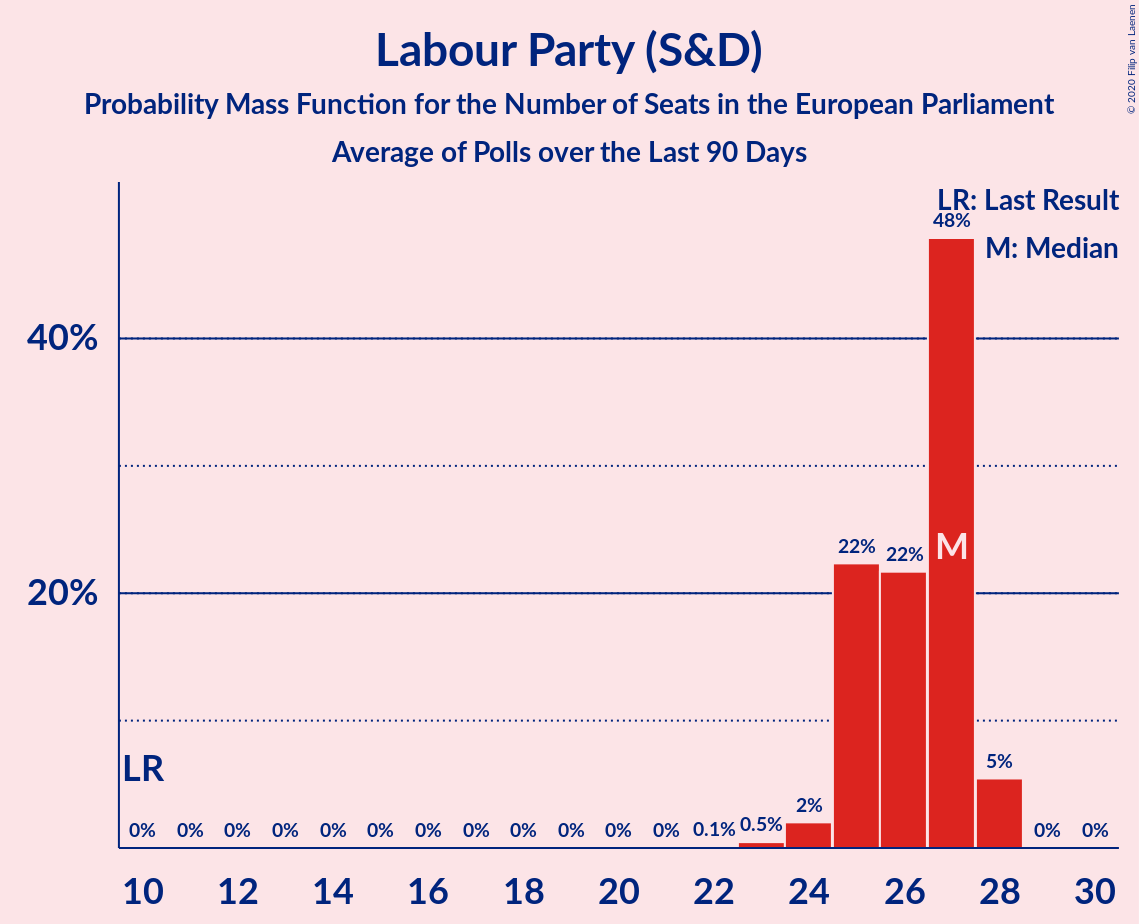 Labour Party (S&D)
Probability Mass Function for the Number of Seats in the European Parliament
Average of Polls over the Last 90 Days
© 2020 Filip van Laenen
LR: Last Result
M: Median
48%
40%
22% 22% M
20%
LR
5%
2%
0% 0% 0% 0% 0% 0% 0% 0% 0% 0% 0% 0% 0.1% 0.5% 0% 0%
10 12 14 16 18 20 22 24 26 28 30